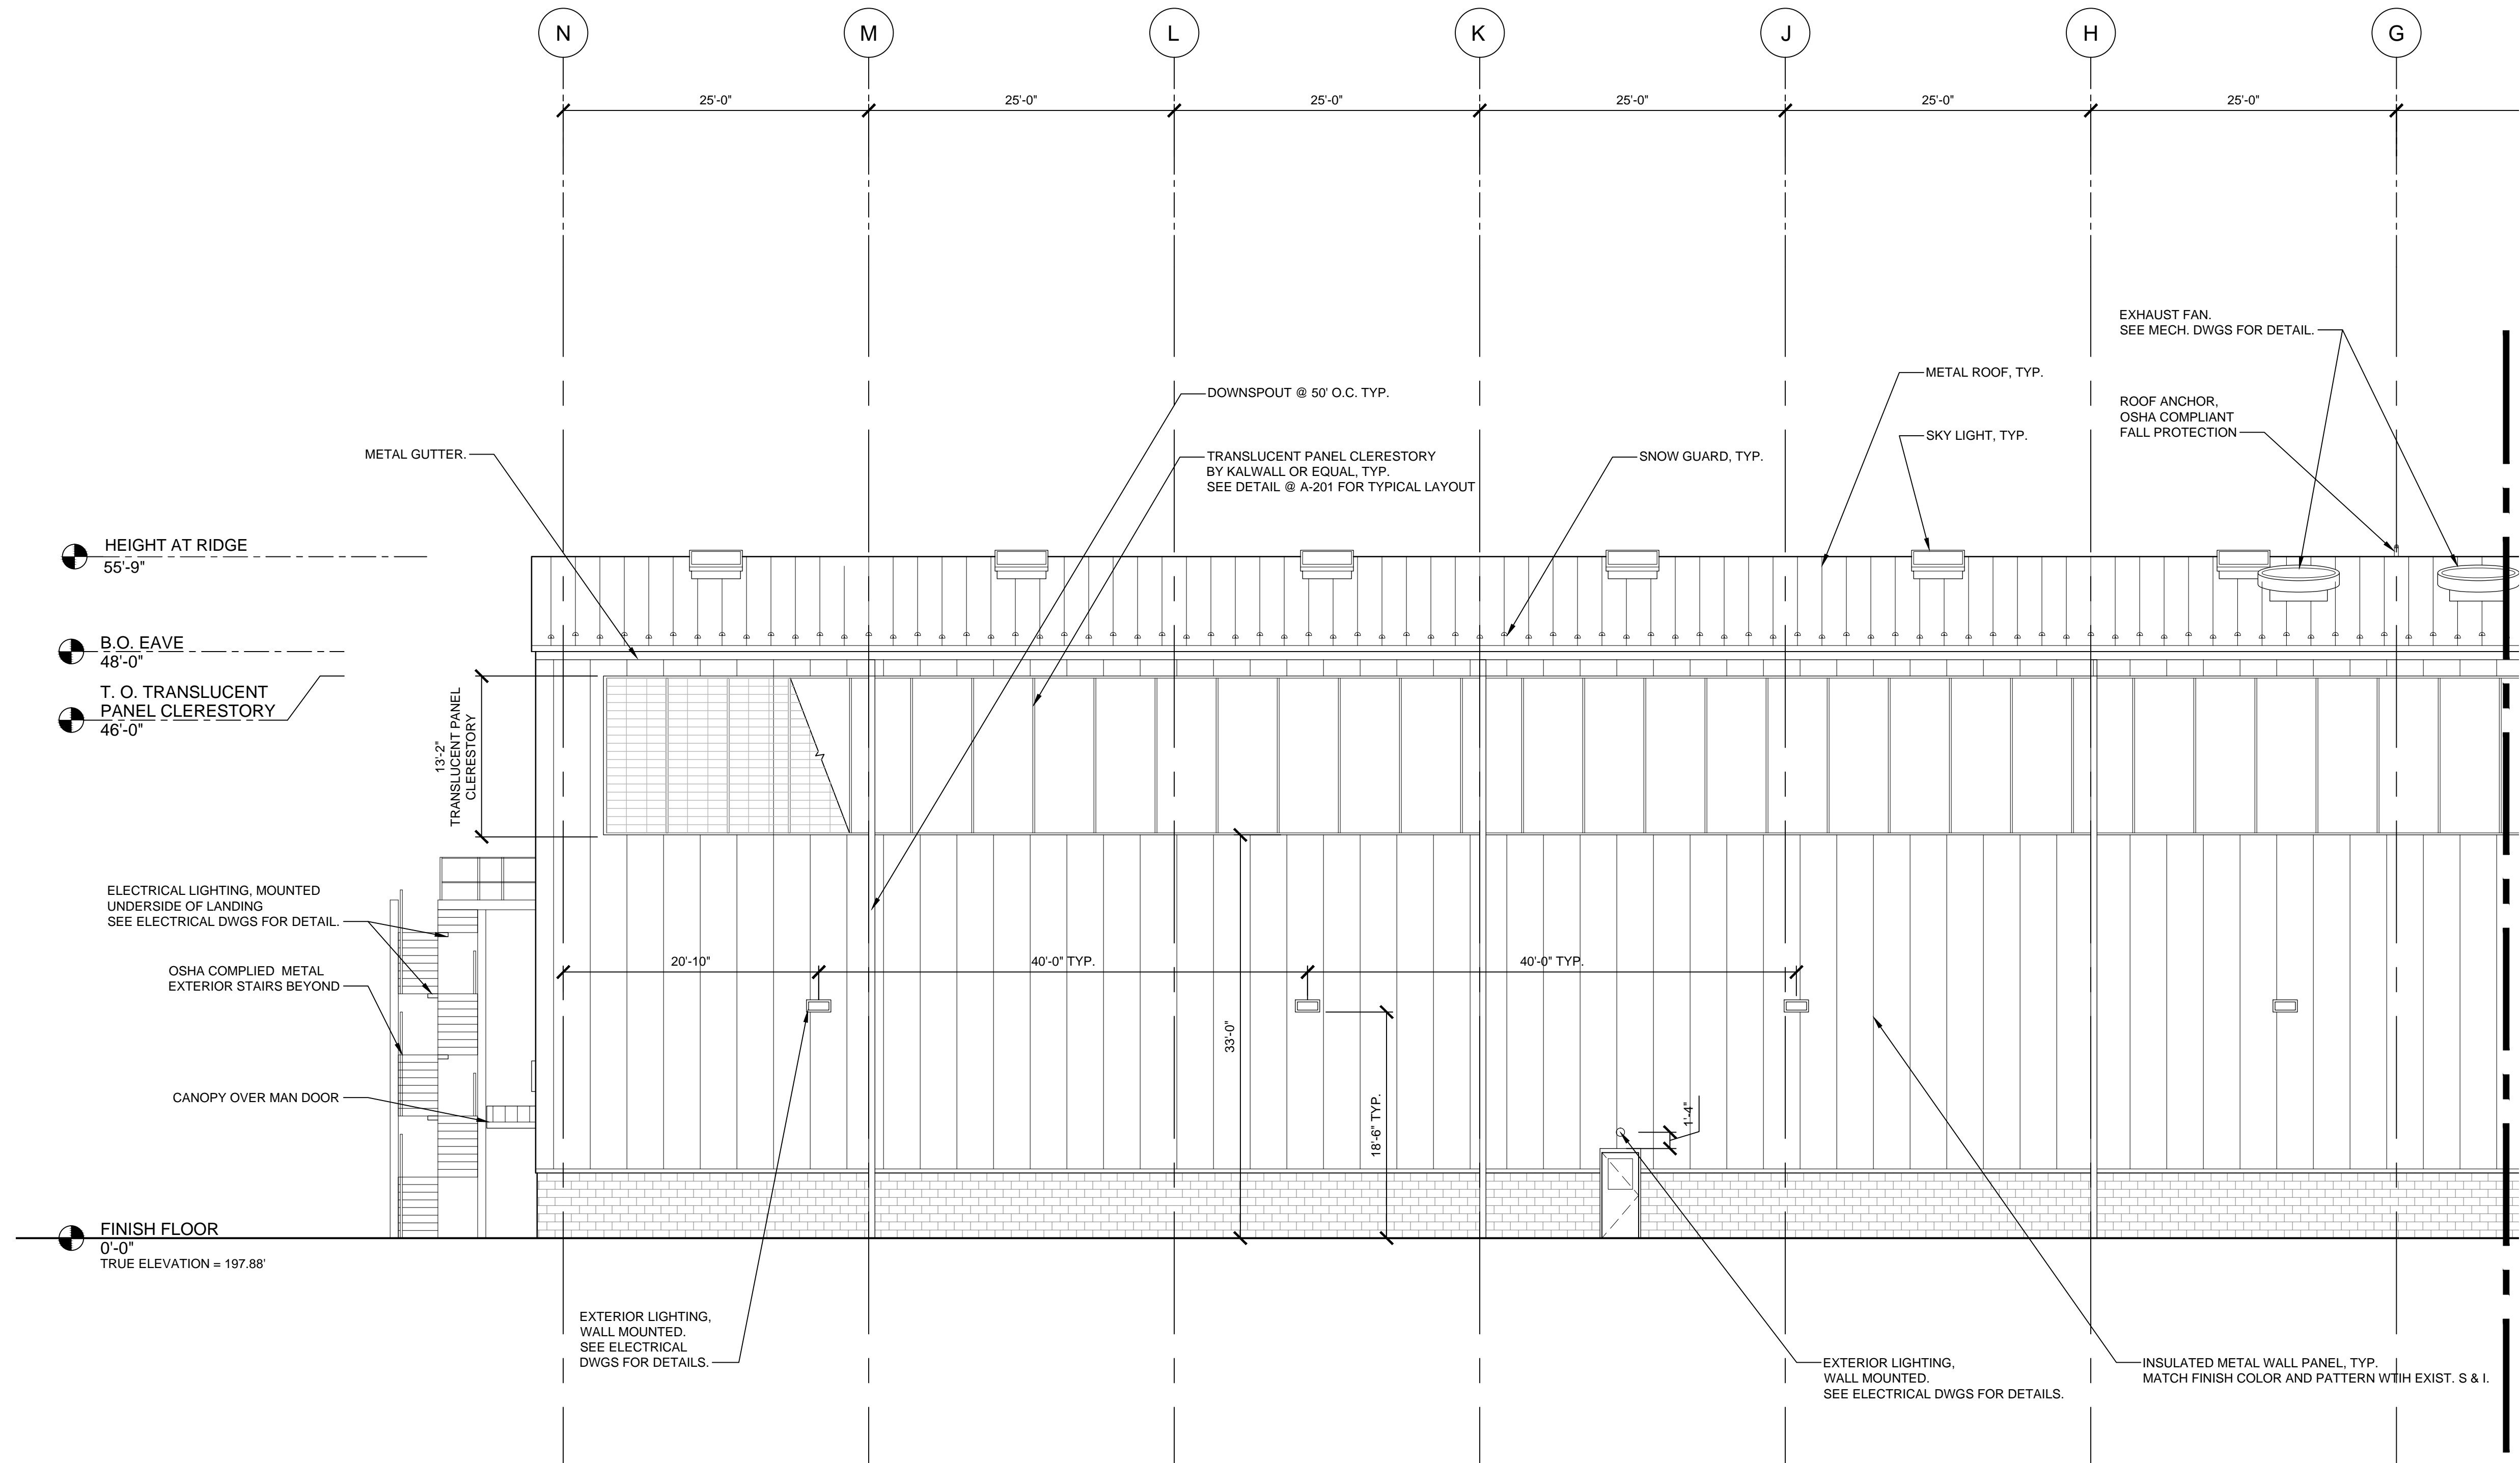 N
M
L
K
J
H
G
25'-0"
25'-0"
25'-0"
25'-0"
25'-0"
25'-0"
EXHAUST FAN.
SEE MECH. DWGS FOR DETAIL.
METAL ROOF, TYP.
DOWNSPOUT @ 50' O.C. TYP.
ROOF ANCHOR,
OSHA COMPLIANT
FALL PROTECTION
SKY LIGHT, TYP.
METAL GUTTER.
TRANSLUCENT PANEL CLERESTORY
BY KALWALL OR EQUAL, TYP.
SEE DETAIL @ A-201 FOR TYPICAL LAYOUT
SNOW GUARD, TYP.
HEIGHT AT RIDGE
55'-9"
B.O. EAVE
48'-0"
T. O. TRANSLUCENT
PANEL CLERESTORY
46'-0"
13'-2"
TRANSLUCENT PANEL
CLERESTORY
ELECTRICAL LIGHTING, MOUNTED
UNDERSIDE OF LANDING
SEE ELECTRICAL DWGS FOR DETAIL.
OSHA COMPLIED METAL
EXTERIOR STAIRS BEYOND
CANOPY OVER MAN DOOR
20'-10"
40'-0" TYP.
40'-0" TYP.
33'-0"
18'-6" TYP.
1'-4"
FINISH FLOOR
0'-0"
TRUE ELEVATION = 197.88'
EXTERIOR LIGHTING,
WALL MOUNTED.
SEE ELECTRICAL
DWGS FOR DETAILS.
EXTERIOR LIGHTING,
WALL MOUNTED.
SEE ELECTRICAL DWGS FOR DETAILS.
INSULATED METAL WALL PANEL, TYP.
MATCH FINISH COLOR AND PATTERN WTIH EXIST. S & I.